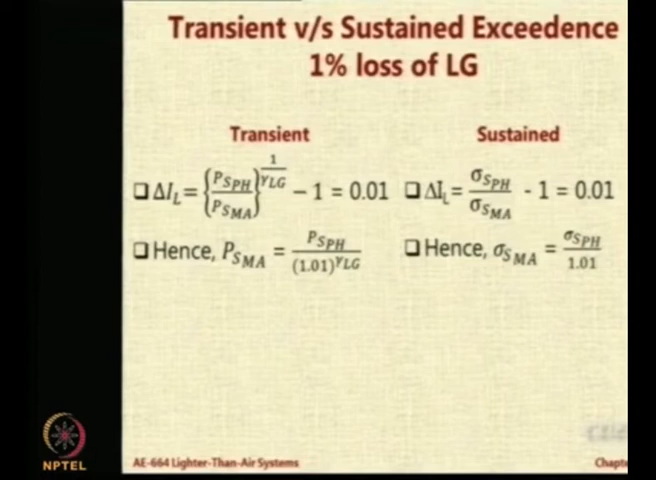 Transient v/s Sustained Exceedence
1% loss of LG
Transient
Sustained
❑ ΔI_L = {P_SPH / P_SMA}^(1/γ_LG) − 1 = 0.01
❑ ΔI_L = σ_SPH / σ_SMA - 1 = 0.01
❑ Hence, P_SMA = P_SPH / (1.01)^γ_LG
❑ Hence, σ_SMA = σ_SPH / 1.01
NPTEL
AE-664 Lighter-Than-Air Systems